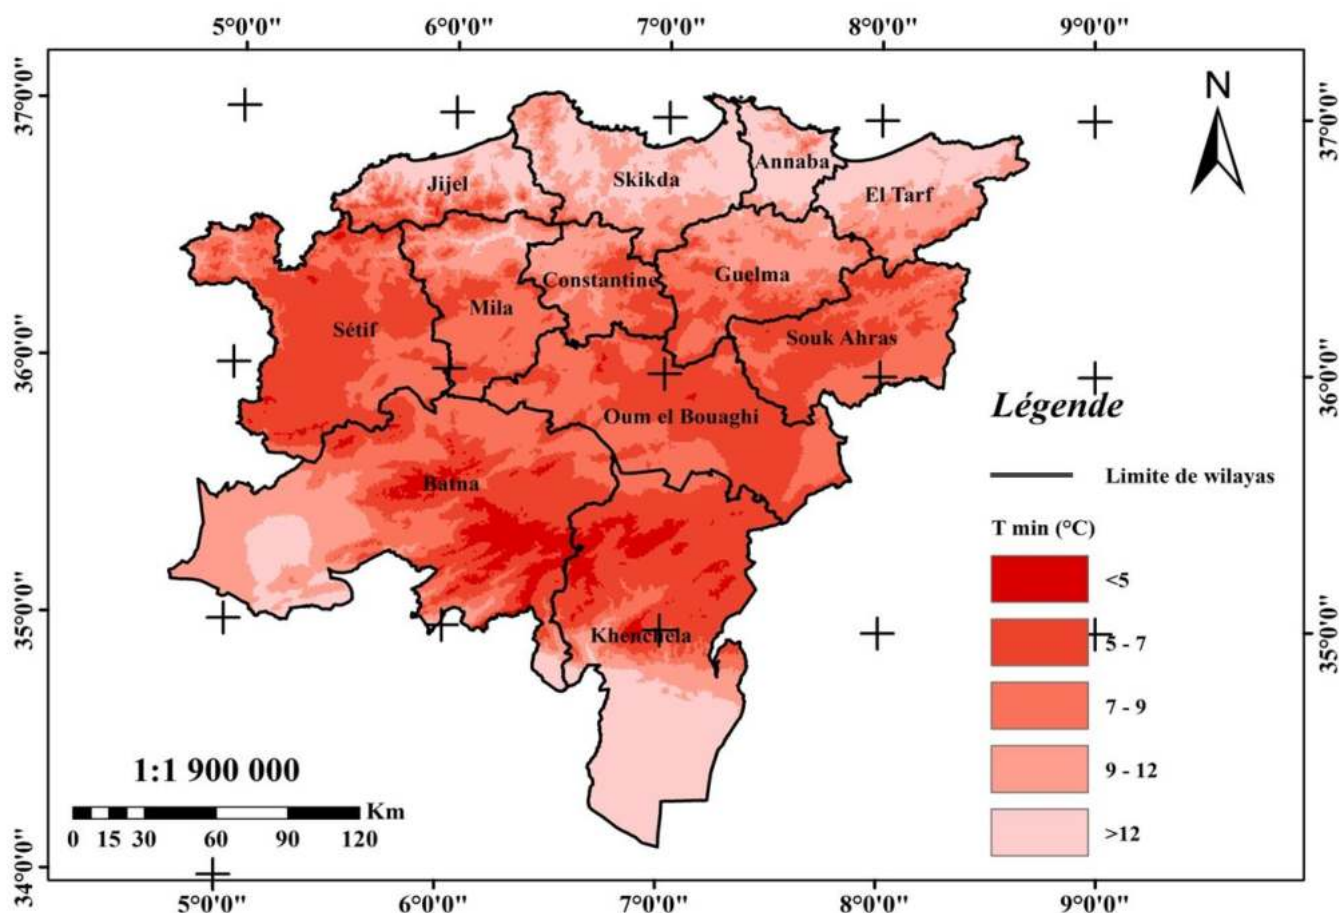 5°0'0" 6°0'0" 7°0'0" 8°0'0" 9°0'0"
37°0'0"
37°0'0"
N
Annaba
Jijel
Skikda
El Tarf
Constantine
Guelma
Mila
Sétif
Souk Ahras
36°0'0"
36°0'0"
Oum el Bouaghi
Batna
Khenchela
35°0'0"
35°0'0"
Légende
Limite de wilayas
T min (°C)
<5
5 - 7
7 - 9
9 - 12
>12
1:1 900 000
Km
0 15 30 60 90 120
34°0'0"
5°0'0" 6°0'0" 7°0'0" 8°0'0" 9°0'0"